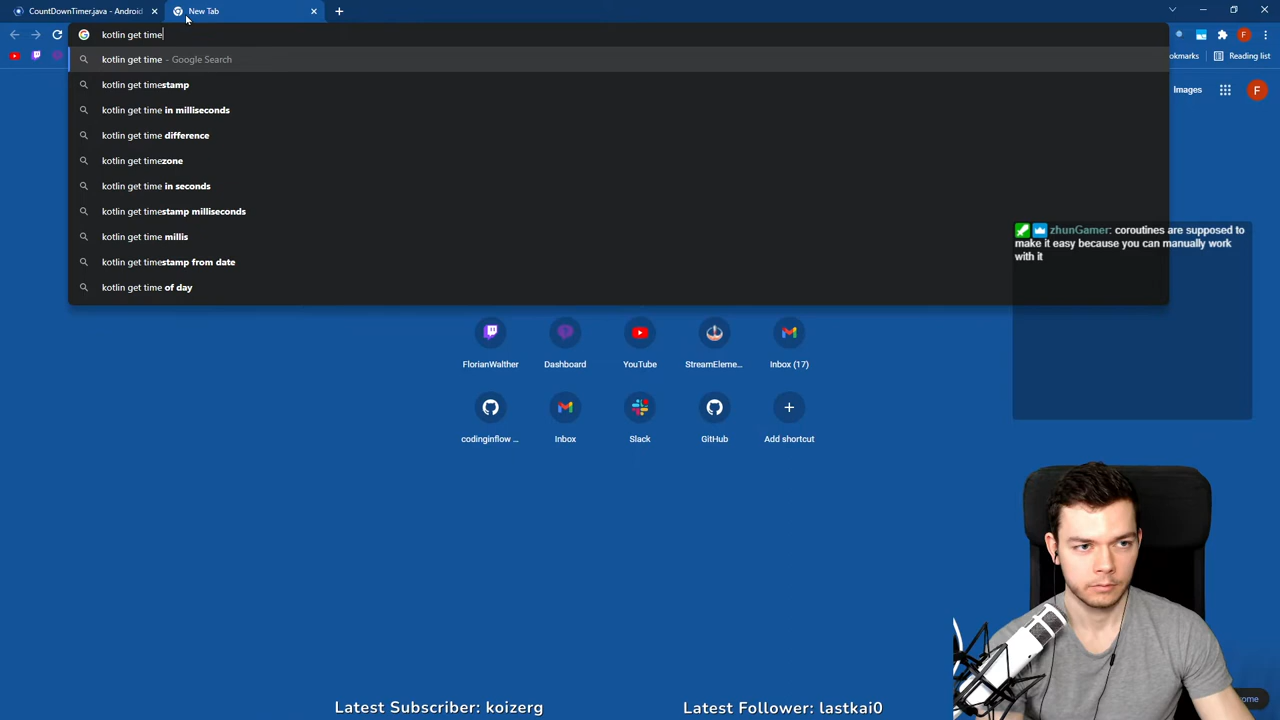 CountDownTimer.java - Android
New Tab
kotlin get time
kotlin get time - Google Search
kotlin get timestamp
kotlin get time in milliseconds
kotlin get time difference
kotlin get timezone
kotlin get time in seconds
kotlin get timestamp milliseconds
kotlin get time millis
kotlin get timestamp from date
kotlin get time of day
F
okmarks
Reading list
Images
F
zhunGamer: coroutines are supposed to
make it easy because you can manually work
with it
FlorianWalther
Dashboard
YouTube
StreamEleme...
Inbox (17)
codinginflow ...
Inbox
Slack
GitHub
Add shortcut
ome
Latest Subscriber: koizerg
Latest Follower: lastkai0